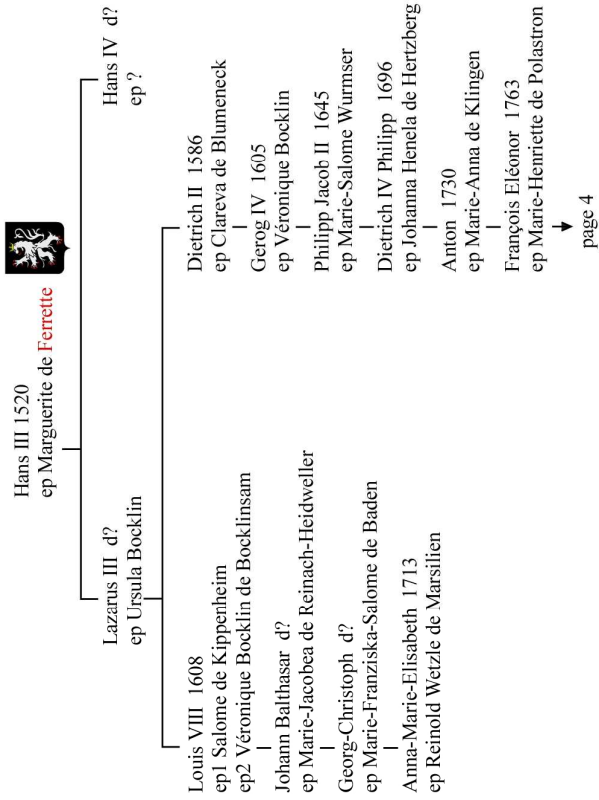 Hans III 1520
ep Marguerite de Ferrette
Lazarus III d?
ep Ursula Bocklin
Hans IV d?
ep ?
Louis VIII 1608
ep1 Salome de Kippenheim
ep2 Véronique Bocklin de Bocklinsam
Johann Balthasar d?
ep Marie-Jacobea de Reinach-Heidweller
Georg-Christoph d?
ep Marie-Franziska-Salome de Baden
Anna-Marie-Elisabeth 1713
ep Reinold Wetzle de Marsilien
Dietrich II 1586
ep Clareva de Blumeneck
Gerog IV 1605
ep Véronique Bocklin
Philipp Jacob II 1645
ep Marie-Salome Wurmser
Dietrich IV Philipp 1696
ep Johanna Henela de Hertzberg
Anton 1730
ep Marie-Anna de Klingen
François Eléonor 1763
ep Marie-Henriette de Polastron
page 4